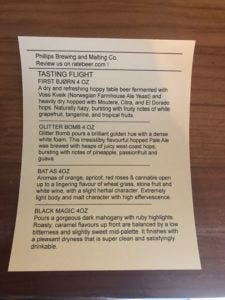 Phillips Brewing and Malting Co.
Review us on ratebeer.com !
TASTING FLIGHT
FIRST BJØRN 4 OZ
A dry and refreshing hoppy table beer fermented with
Voss Kveik (Norwegian Farmhouse Ale Yeast) and
heavily dry hopped with Moutere, Citra, and El Dorado
hops. Naturally hazy, bursting with fruity notes of white
grapefruit, tangerine, and tropical fruits.
GLITTER BOMB 4 OZ
Glitter Bomb pours a brilliant golden hue with a dense
white foam. This irresistibly flavourful hopped Pale Ale
was brewed with heaps of juicy west-coast hops,
bursting with notes of pineapple, passionfruit and
guava.
BAT AS 4OZ
Aromas of orange, apricot, red roses & cannabis open
up to a lingering flavour of wheat grass, stone fruit and
white wine, with a slight herbal character. Extremely
light body and malt character with high effervescence.
BLACK MAGIC 4OZ
Pours a gorgeous dark mahogany with ruby highlights.
Roasty, caramel flavours up front are balanced by a low
bitterness and slightly sweet mid-palate. It finishes with
a pleasant dryness that is super clean and satisfyingly
drinkable.